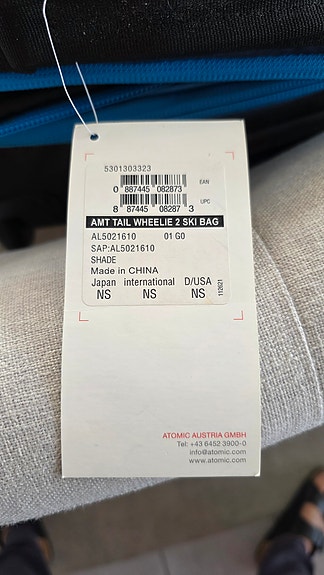 5301303323
EAN
0 887445 082873
UPC
8 87445 08287 3
AMT TAIL WHEELIE 2 SKI BAG
AL5021610 01 G0
SAP:AL5021610
SHADE
Made in CHINA
Japan international D/USA
NS NS NS
112621
ATOMIC AUSTRIA GMBH
Tel: +43 6452 3900-0
info@atomic.com
www.atomic.com